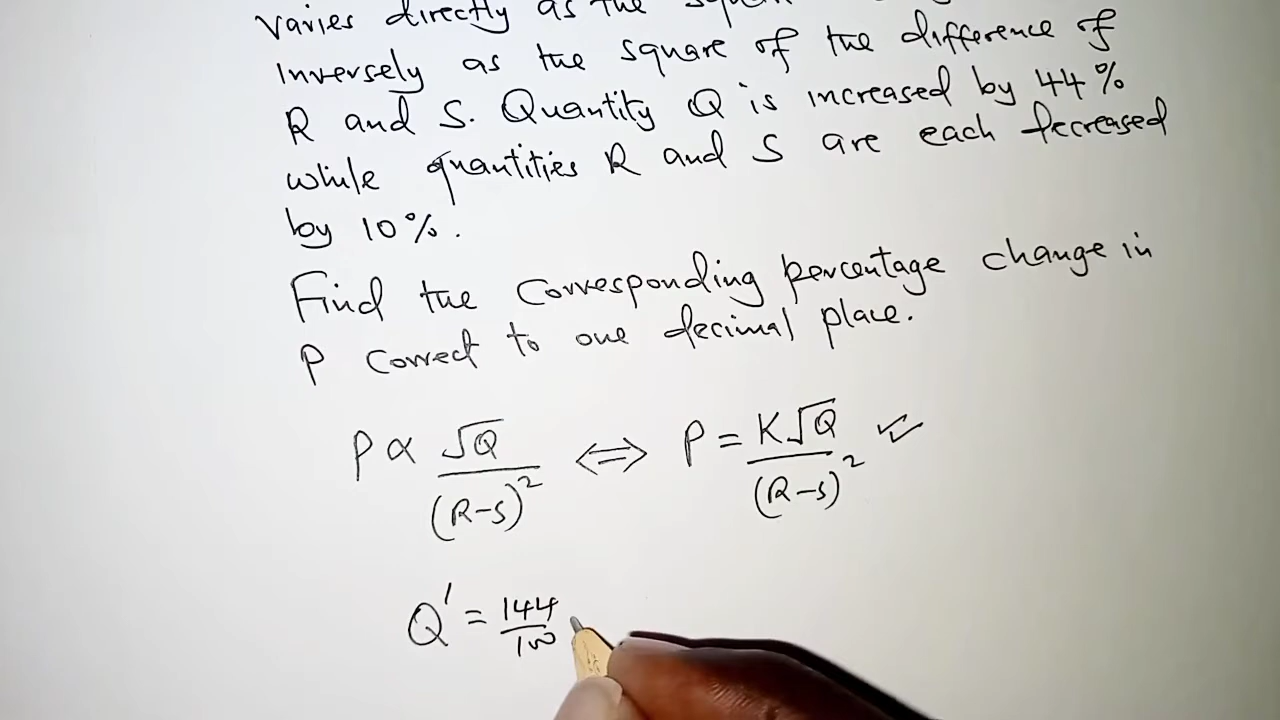 varies directly as the square
inversely as the square of the difference of
R and S. Quantity Q is increased by 44%
while quantities R and S are each decreased
by 10%.
Find the corresponding percentage change in
P correct to one decimal place.
P ∝ √Q / (R-S)² ⟺ P = K√Q / (R-S)²
Q' = 144/100